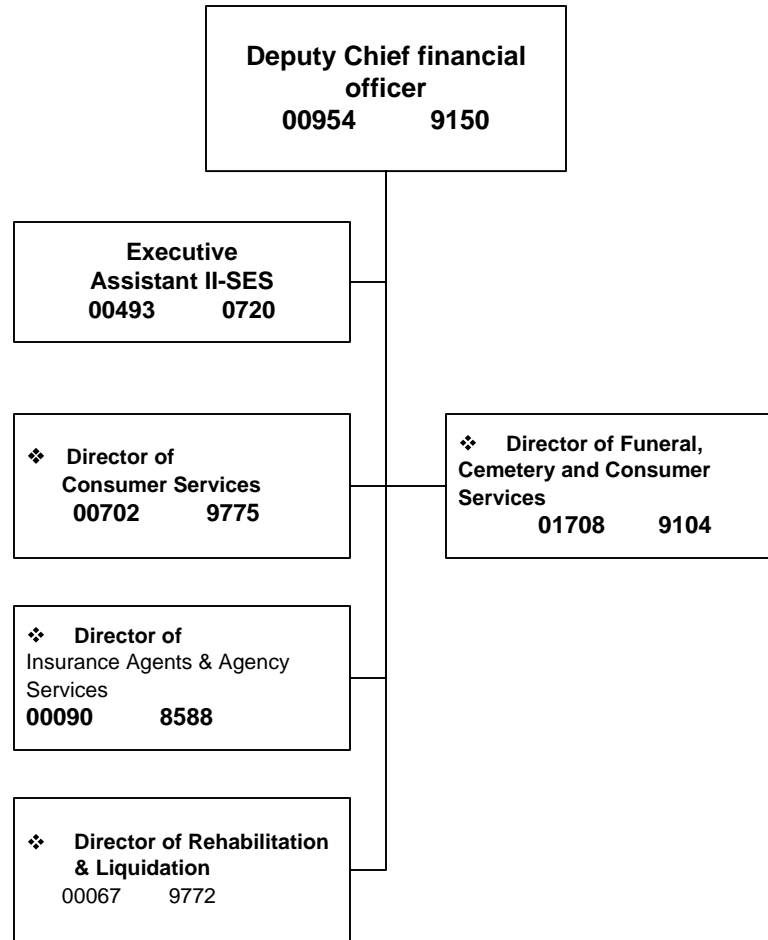 Deputy Chief financial
officer
00954 9150
Executive
Assistant II-SES
00493 0720
❖ Director of
Consumer Services
00702 9775
❖ Director of Funeral,
Cemetery and Consumer
Services
01708 9104
❖ Director of
Insurance Agents & Agency
Services
00090 8588
❖ Director of Rehabilitation
& Liquidation
00067 9772